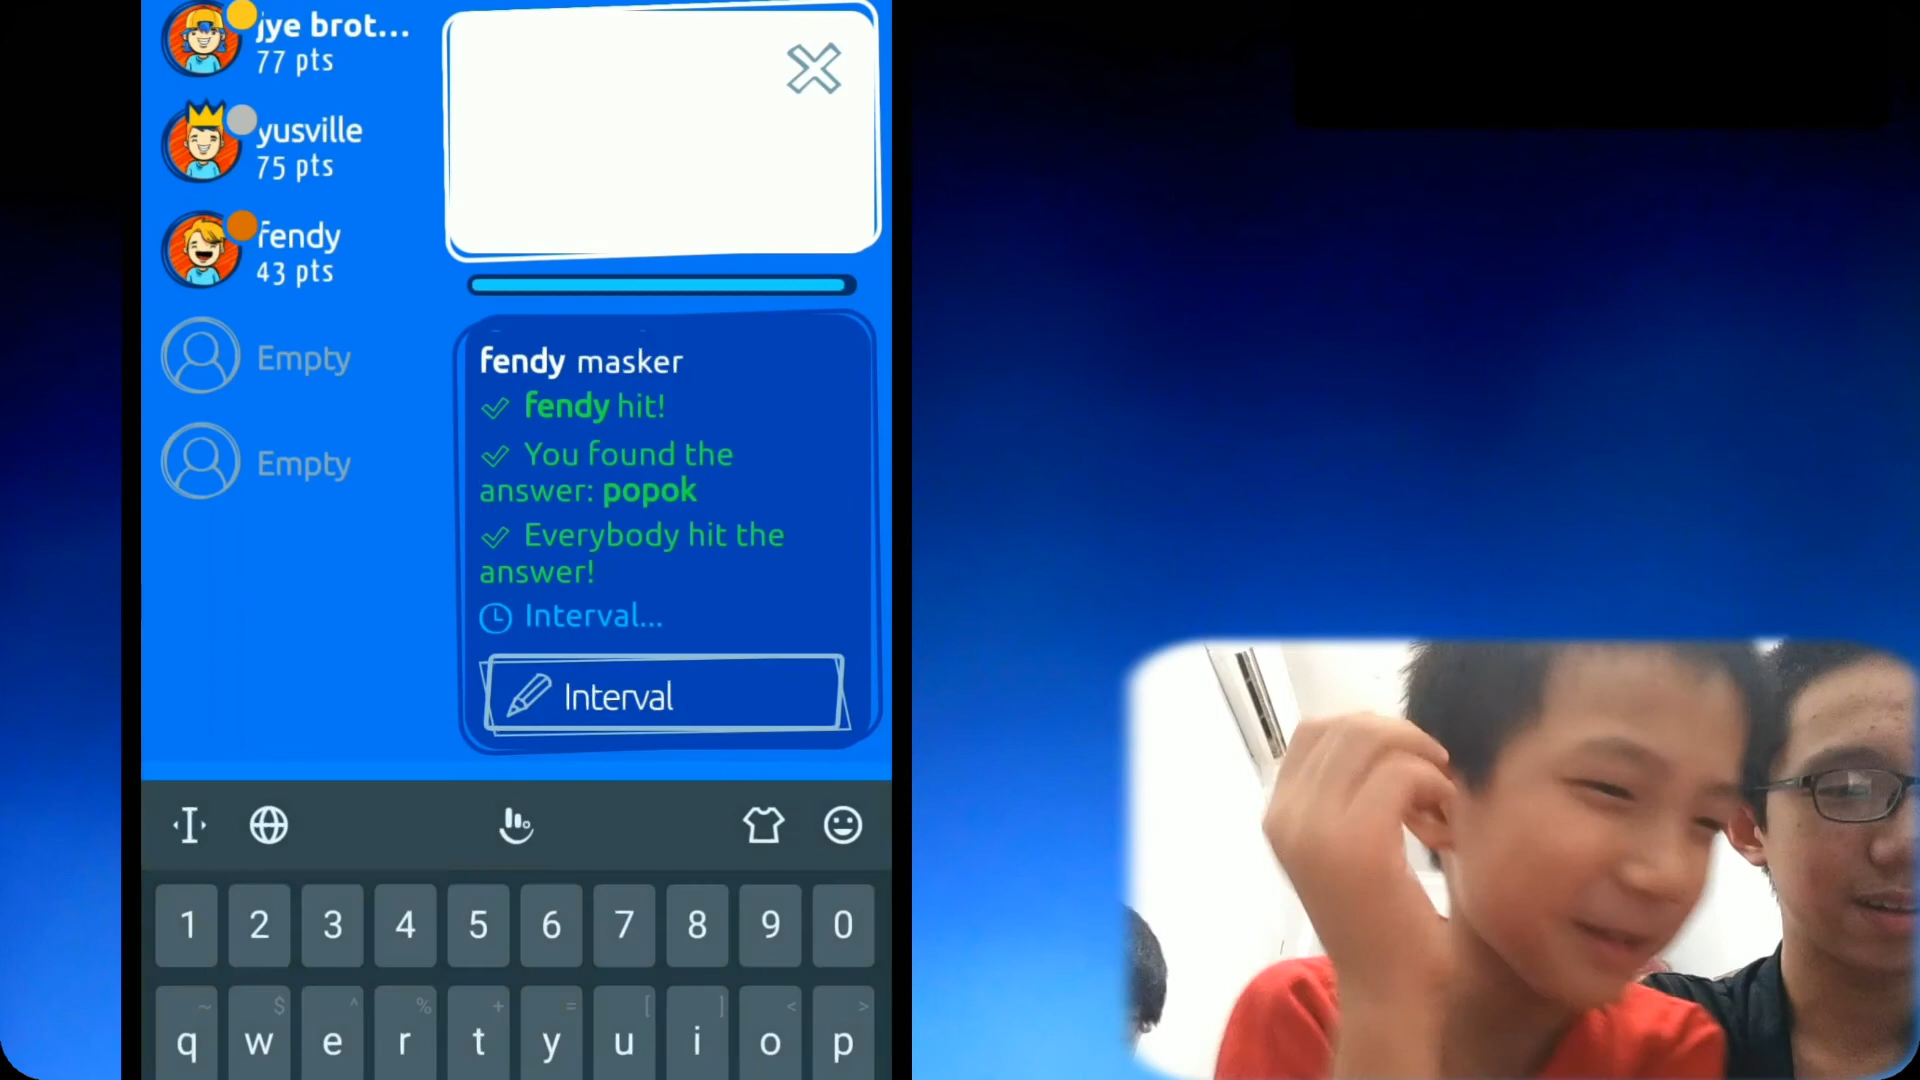 jye brot...
77 pts
yusville
75 pts
fendy
43 pts
Empty
Empty
fendy masker
fendy hit!
You found the
answer: popok
Everybody hit the
answer!
Interval...
Interval
1 2 3 4 5 6 7 8 9 0
~ $ ^ % + = [ ] < >
q w e r t y u i o p